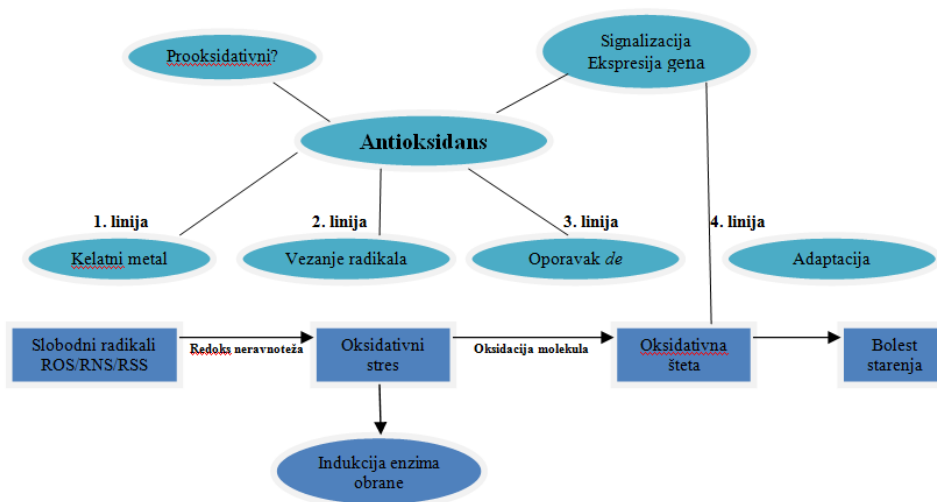 Prooksidativni?
Signalizacija
Ekspresija gena
Antioksidans
1. linija
2. linija
3. linija
4. linija
Kelatni metal
Vezanje radikala
Oporavak de
Adaptacija
Slobodni radikali
ROS/RNS/RSS
Redoks neravnoteža
Oksidativni
stres
Oksidacija molekula
Oksidativna
šteta
Bolest
starenja
Indukcija enzima
obrane